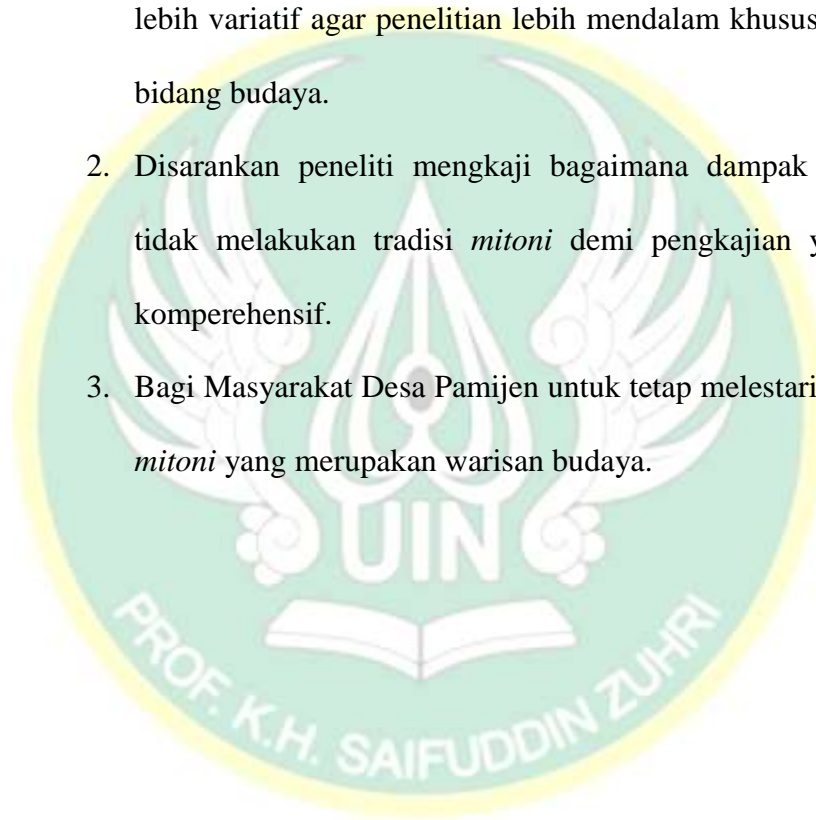 lebih variatif agar penelitian lebih mendalam khusus
bidang budaya.
2. Disarankan peneliti mengkaji bagaimana dampak
tidak melakukan tradisi mitoni demi pengkajian
komperehensif.
3. Bagi Masyarakat Desa Pamijen untuk tetap melestari
mitoni yang merupakan warisan budaya.
UIN
PROF. K.H. SAIFUDDIN ZUHRI